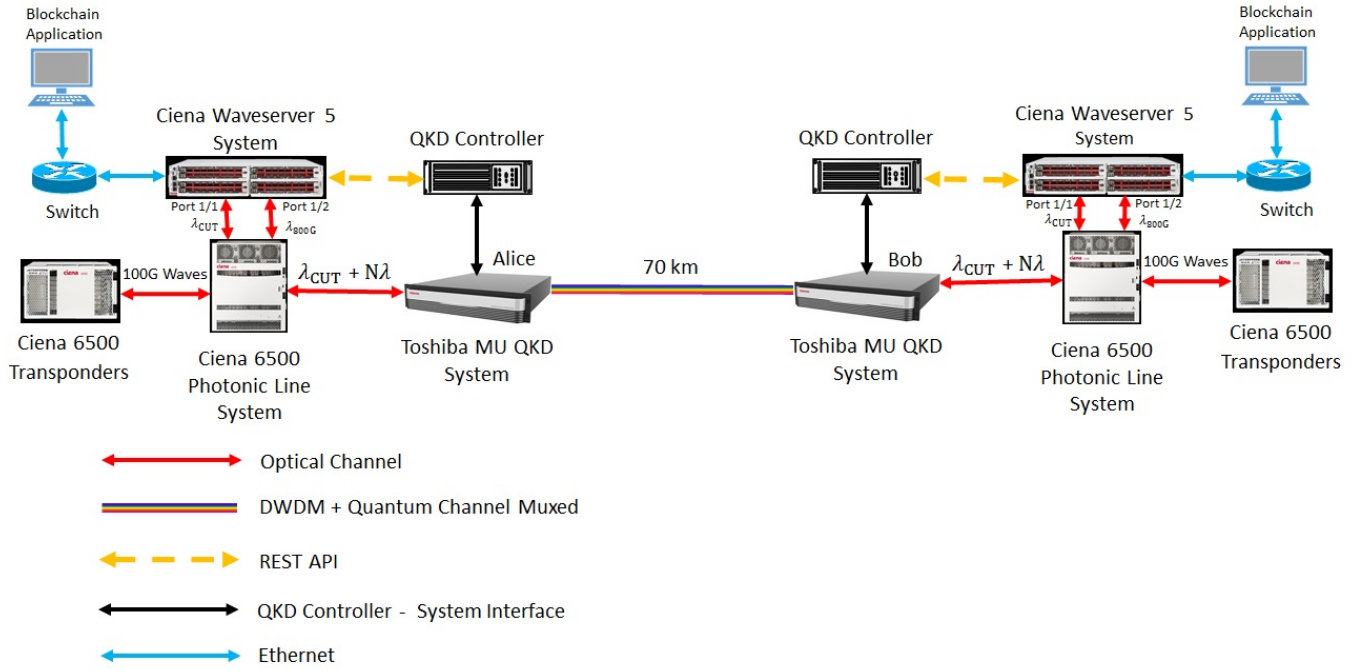 Blockchain
Application
Ciena Waveserver 5
System
QKD Controller
Switch
Port 1/1
Port 1/2
λCUT
λ800G
100G Waves
ciena
λCUT + Nλ
Alice
Ciena 6500
Transponders
Ciena 6500
Photonic Line
System
Toshiba MU QKD
System
70 km
Blockchain
Application
Ciena Waveserver 5
System
QKD Controller
Switch
Port 1/1
Port 1/2
λCUT
λ800G
Bob
λCUT + Nλ
ciena
100G Waves
Toshiba MU QKD
System
Ciena 6500
Photonic Line
System
Ciena 6500
Transponders
Optical Channel
DWDM + Quantum Channel Muxed
REST API
QKD Controller - System Interface
Ethernet